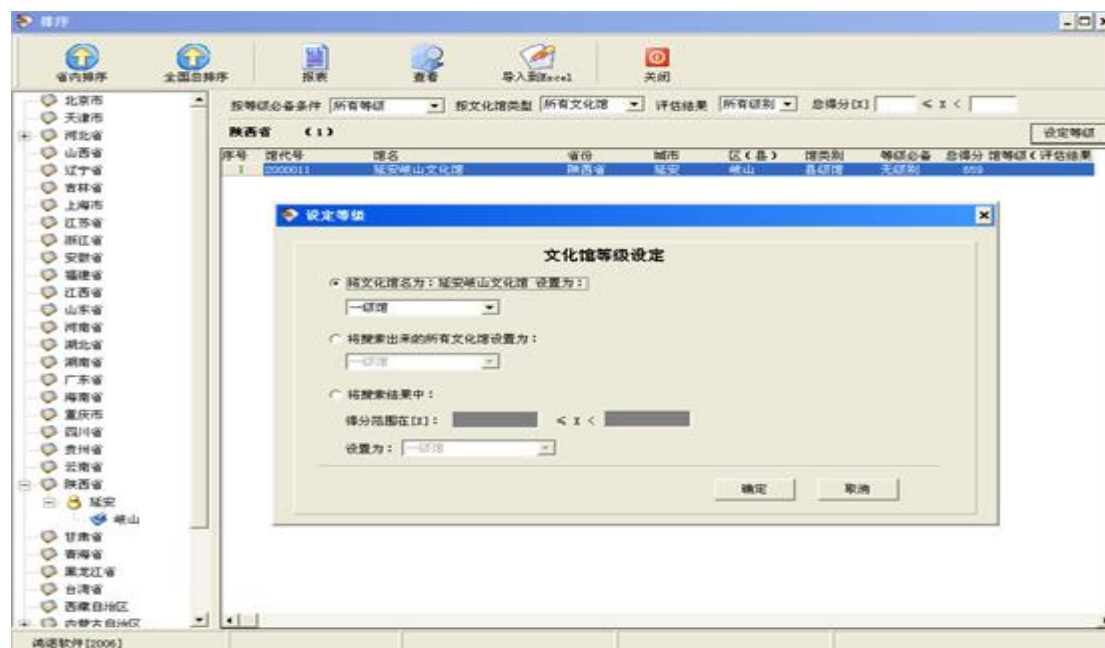 排序
省内排序 全国总排序 报表 查看 导入到Excel 关闭
按等级必备条件 所有等级 按文化馆类型 所有文化馆 评估结果 所有级别 总得分[X] ≤ X <
陕西省 (1)
设定等级
序号 馆代号 馆名 省份 城市 区(县) 馆类别 等级必备 总得分 馆等级(评估结果
1 2000011 延安岐山文化馆 陕西省 延安 岐山 县级馆 无级别 659
北京市
天津市
河北省
山西省
辽宁省
吉林省
上海市
江苏省
浙江省
安徽省
福建省
江西省
山东省
河南省
湖北省
湖南省
广东省
海南省
重庆市
四川省
贵州省
云南省
陕西省
延安
岐山
甘肃省
青海省
黑龙江省
台湾省
西藏自治区
内蒙古自治区
设定等级
文化馆等级设定
将文化馆名为:延安岐山文化馆 设置为:
一级馆
将搜索出来的所有文化馆设置为:
一级馆
将搜索结果中:
得分范围在[X]: ≤ X <
设置为: 一级馆
确定 取消
鸿诺软件[2006]